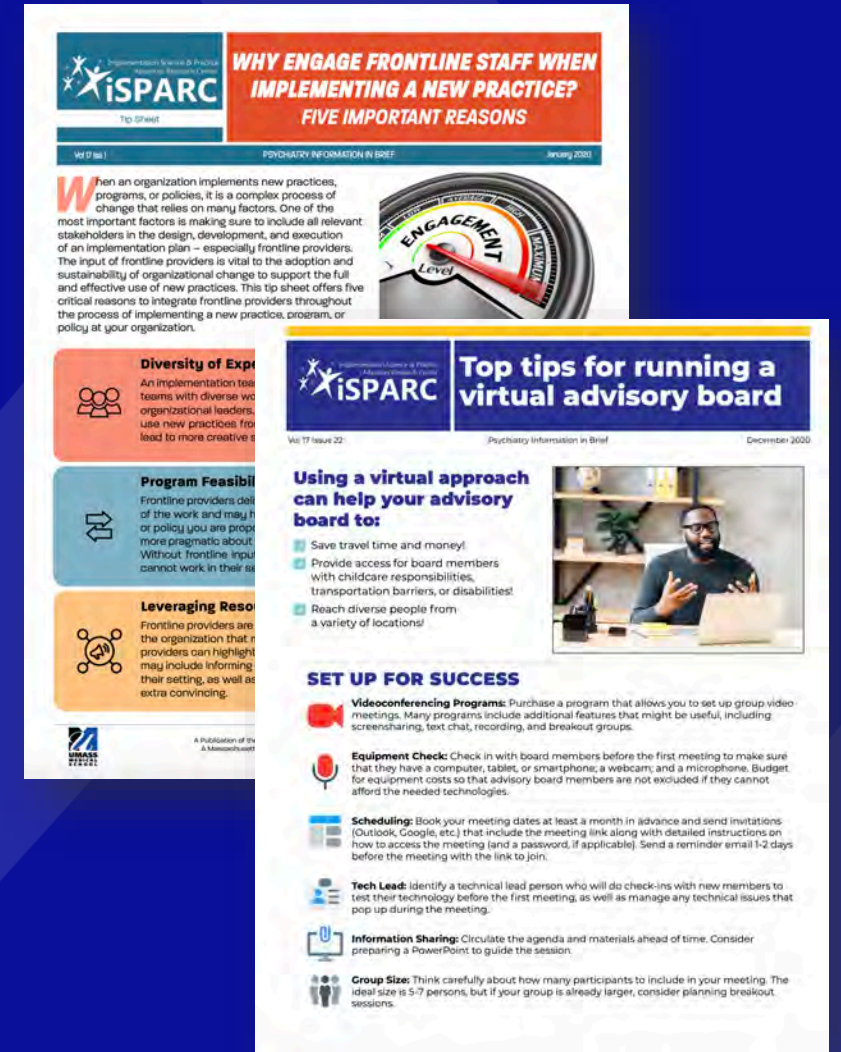 Implementation Science & Practice
Advances Research Center
iSPARC
Tip Sheet
WHY ENGAGE FRONTLINE STAFF WHEN
IMPLEMENTING A NEW PRACTICE?
FIVE IMPORTANT REASONS
Vol 17 Iss 1 PSYCHIATRY INFORMATION IN BRIEF January 2020
When an organization implements new practices,
programs, or policies, it is a complex process of
change that relies on many factors. One of the
most important factors is making sure to include all relevant
stakeholders in the design, development, and execution
of an implementation plan – especially frontline providers.
The input of frontline providers is vital to the adoption and
sustainability of organizational change to support the full
and effective use of new practices. This tip sheet offers five
critical reasons to integrate frontline providers throughout
the process of implementing a new practice, program, or
policy at your organization.
LOW AVERAGE HIGH MAXIMUM
ENGAGEMENT
Level
Diversity of Expe
An implementation tea
teams with diverse wo
organizational leaders.
use new practices fro
lead to more creative s
Program Feasibil
Frontline providers deli
of the work and may h
or policy you are propo
more pragmatic about
Without frontline input
cannot work in their se
Leveraging Resou
Frontline providers are
the organization that m
providers can highlight
may include informing
their setting, as well as
extra convincing.
UMASS
MEDICAL
SCHOOL
A Publication of the
A Massachusett
Implementation Science & Practice
Advances Research Center
iSPARC
Top tips for running a
virtual advisory board
Vol 17 Issue 22 Psychiatry Information in Brief December 2020
Using a virtual approach
can help your advisory
board to:
Save travel time and money!
Provide access for board members
with childcare responsibilities,
transportation barriers, or disabilities!
Reach diverse people from
a variety of locations!
SET UP FOR SUCCESS
Videoconferencing Programs: Purchase a program that allows you to set up group video
meetings. Many programs include additional features that might be useful, including
screensharing, text chat, recording, and breakout groups.
Equipment Check: Check in with board members before the first meeting to make sure
that they have a computer, tablet, or smartphone; a webcam; and a microphone. Budget
for equipment costs so that advisory board members are not excluded if they cannot
afford the needed technologies.
Scheduling: Book your meeting dates at least a month in advance and send invitations
(Outlook, Google, etc.) that include the meeting link along with detailed instructions on
how to access the meeting (and a password, if applicable). Send a reminder email 1-2 days
before the meeting with the link to join.
Tech Lead: Identify a technical lead person who will do check-ins with new members to
test their technology before the first meeting, as well as manage any technical issues that
pop up during the meeting.
Information Sharing: Circulate the agenda and materials ahead of time. Consider
preparing a PowerPoint to guide the session.
Group Size: Think carefully about how many participants to include in your meeting. The
ideal size is 5-7 persons, but if your group is already larger, consider planning breakout
sessions.